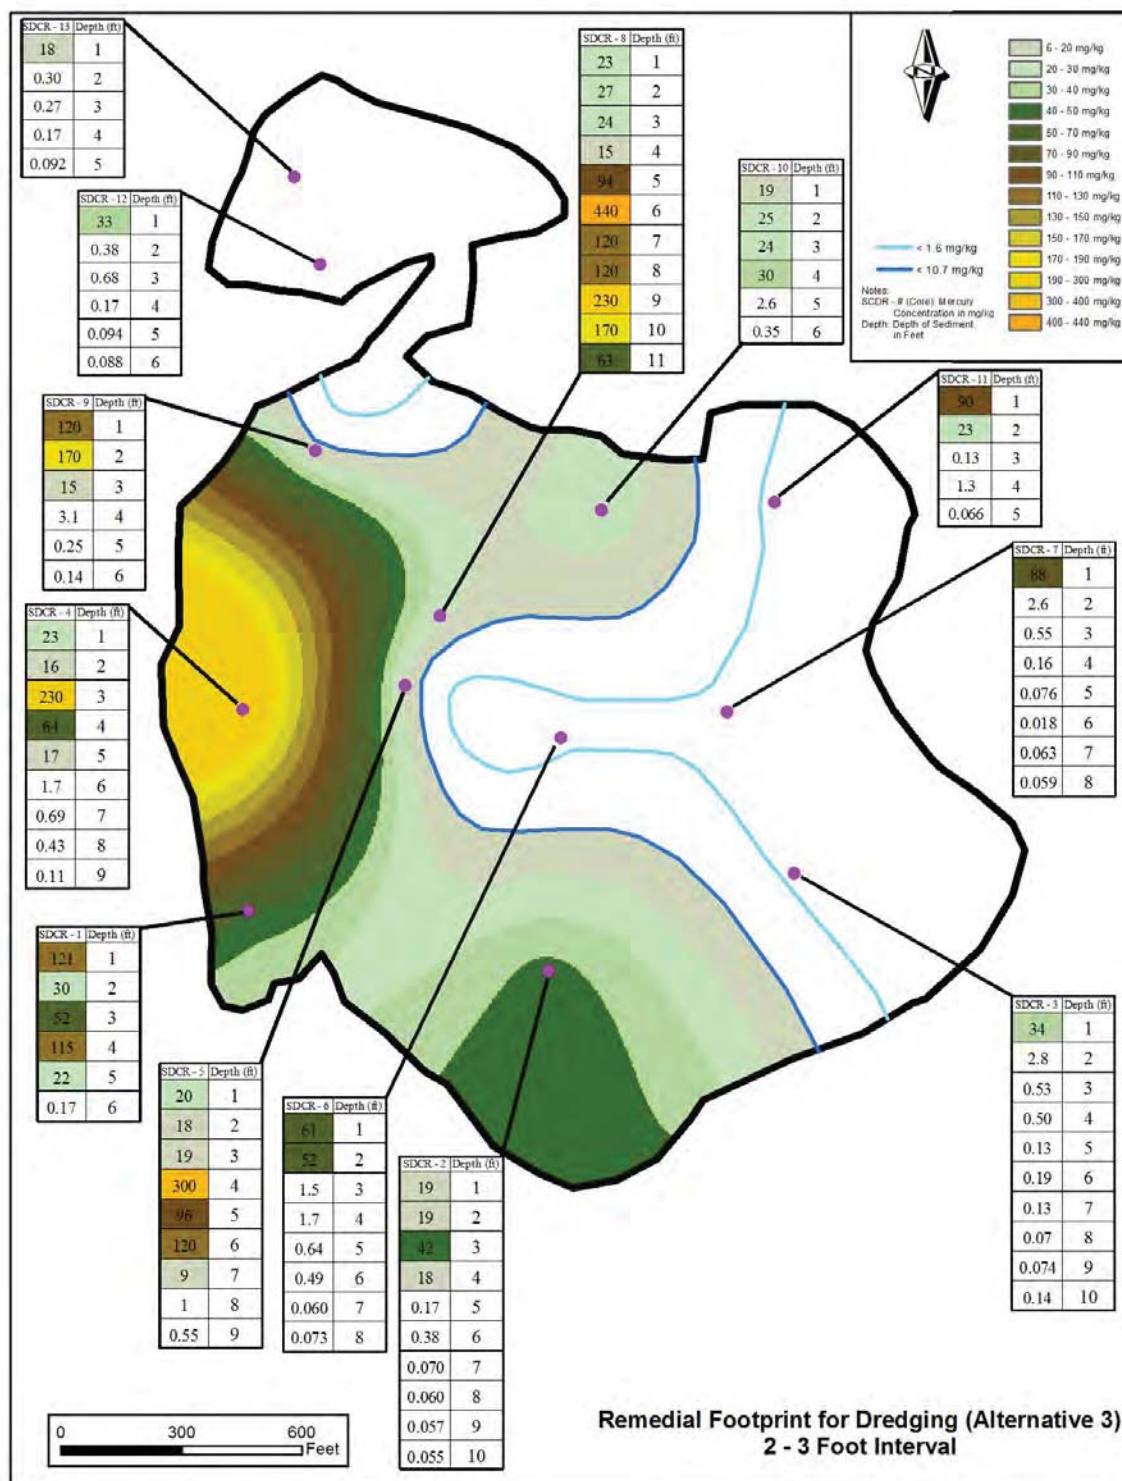 SDCR - 13 Depth (ft)
18 1
0.30 2
0.27 3
0.17 4
0.092 5
SDCR - 12 Depth (ft)
33 1
0.38 2
0.68 3
0.17 4
0.094 5
0.088 6
SDCR - 8 Depth (ft)
23 1
27 2
24 3
15 4
94 5
440 6
120 7
120 8
230 9
170 10
63 11
SDCR - 10 Depth (ft)
19 1
25 2
24 3
30 4
2.6 5
0.35 6
N
< 1.6 mg/kg
< 10.7 mg/kg
Notes:
SCDR - # (Core): Mercury
Concentration in mg/kg
Depth: Depth of Sediment
in Feet
6 - 20 mg/kg
20 - 30 mg/kg
30 - 40 mg/kg
40 - 50 mg/kg
50 - 70 mg/kg
70 - 90 mg/kg
90 - 110 mg/kg
110 - 130 mg/kg
130 - 150 mg/kg
150 - 170 mg/kg
170 - 190 mg/kg
190 - 300 mg/kg
300 - 400 mg/kg
400 - 440 mg/kg
SDCR - 9 Depth (ft)
120 1
170 2
15 3
3.1 4
0.25 5
0.14 6
SDCR - 11 Depth (ft)
90 1
23 2
0.13 3
1.3 4
0.066 5
SDCR - 7 Depth (ft)
88 1
2.6 2
0.55 3
0.16 4
0.076 5
0.018 6
0.063 7
0.059 8
SDCR - 4 Depth (ft)
23 1
16 2
230 3
64 4
17 5
1.7 6
0.69 7
0.43 8
0.11 9
SDCR - 1 Depth (ft)
121 1
30 2
52 3
115 4
22 5
0.17 6
SDCR - 5 Depth (ft)
20 1
18 2
19 3
300 4
96 5
120 6
9 7
1 8
0.55 9
SDCR - 6 Depth (ft)
61 1
52 2
1.5 3
1.7 4
0.64 5
0.49 6
0.060 7
0.073 8
SDCR - 2 Depth (ft)
19 1
19 2
42 3
18 4
0.17 5
0.38 6
0.070 7
0.060 8
0.057 9
0.055 10
SDCR - 3 Depth (ft)
34 1
2.8 2
0.53 3
0.50 4
0.13 5
0.19 6
0.13 7
0.07 8
0.074 9
0.14 10
0 300 600
Feet
Remedial Footprint for Dredging (Alternative 3)
2 - 3 Foot Interval